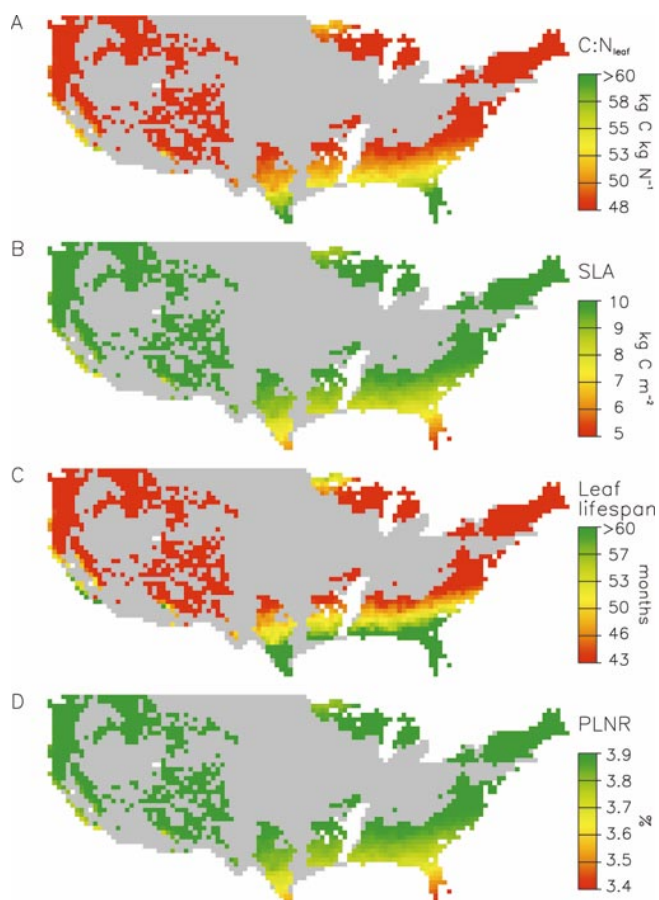 A
C:Nleaf
>60
58
55
53
50
48
kg C kg N⁻¹
B
SLA
10
9
8
7
6
5
kg C m⁻²
C
Leaf
lifespan
>60
57
53
50
46
43
months
D
PLNR
3.9
3.8
3.7
3.6
3.5
3.4
%